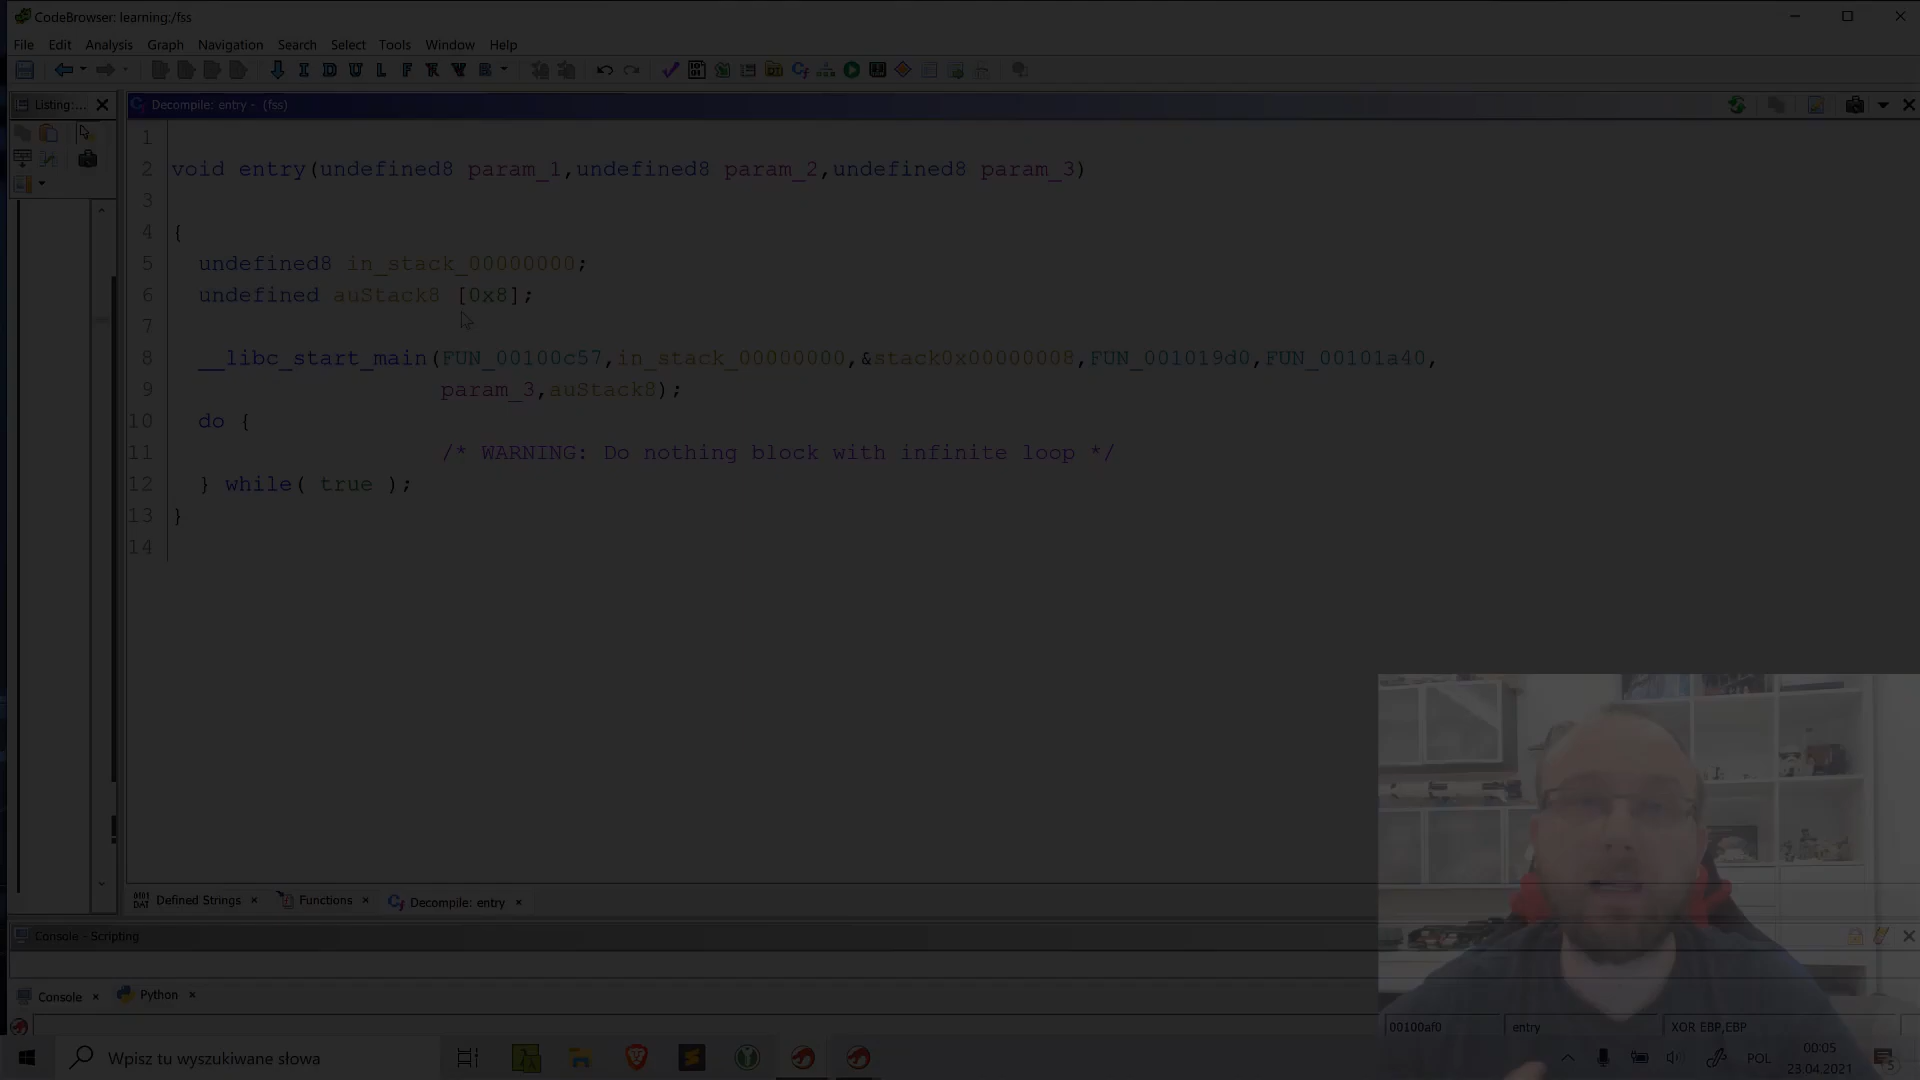 CodeBrowser: learning:/fss
File Edit Analysis Graph Navigation Search Select Tools Window Help
Listing:...
Decompile: entry - (fss)
1
2 void entry(undefined8 param_1,undefined8 param_2,undefined8 param_3)
3
4 {
5 undefined8 in_stack_00000000;
6 undefined auStack8 [0x8];
7
8 __libc_start_main(FUN_00100c57,in_stack_00000000,&stack0x00000008,FUN_001019d0,FUN_00101a40,
9 param_3,auStack8);
10 do {
11 /* WARNING: Do nothing block with infinite loop */
12 } while( true );
13 }
14
Defined Strings Functions Decompile: entry
Console - Scripting
Console Python
00100af0 entry XOR EBP,EBP
Wpisz tu wyszukiwane słowa
POL
00:05
23.04.2021
5